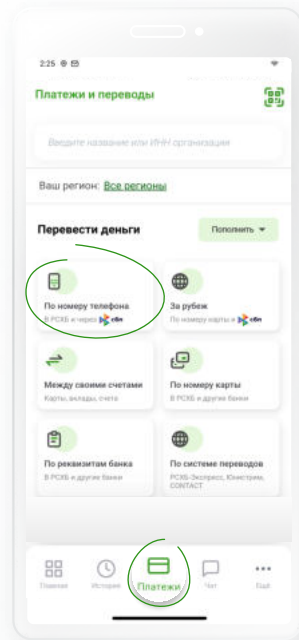 2:25
Платежи и переводы
Введите название или ИНН организации
Ваш регион: Все регионы
Перевести деньги
Пополнить
По номеру телефона
В РСХБ и через сбп
За рубеж
По номеру карты и сбп
Между своими счетами
Карты, вклады, счета
По номеру карты
В РСХБ и другие банки
По реквизитам банка
В РСХБ и другие банки
По системе переводов
РСХБ-Экспресс, Юнистрим,
CONTACT
Главная
История
Платежи
Чат
Ещё